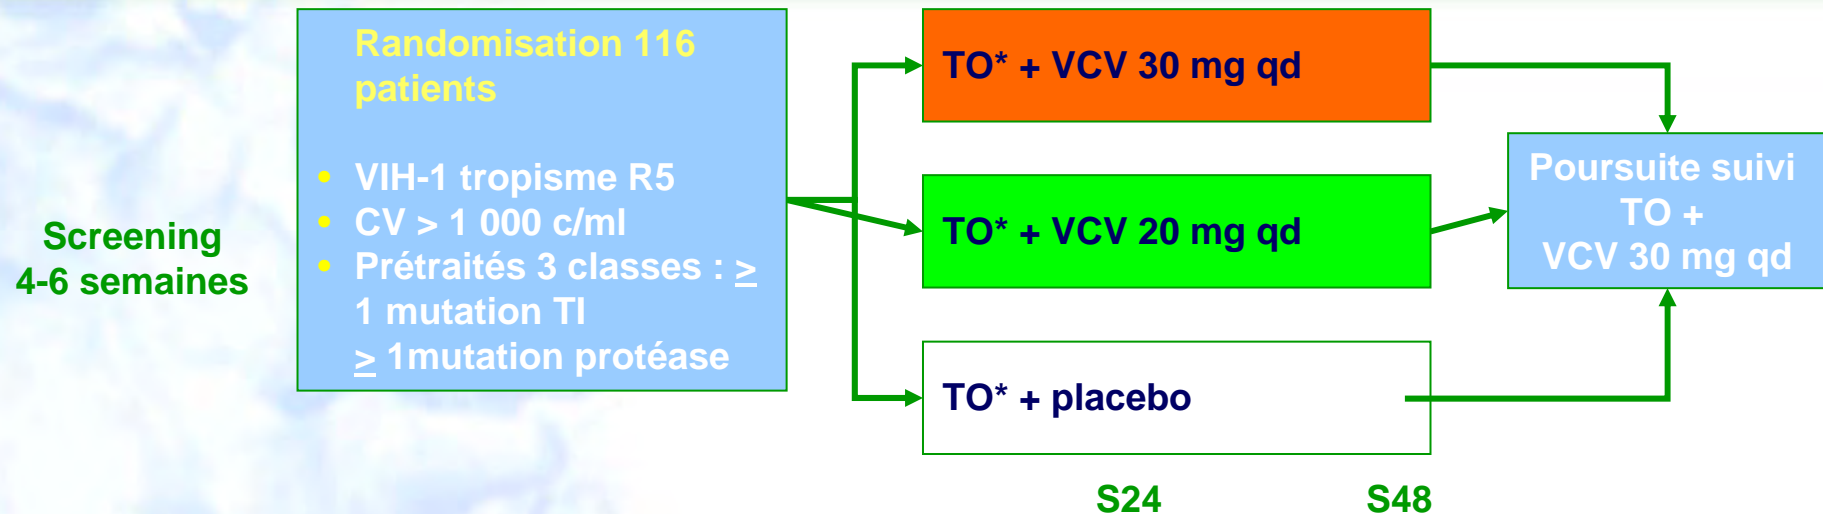 Screening
4-6 semaines
Randomisation 116
patients
• VIH-1 tropisme R5
• CV > 1 000 c/ml
• Prétraités 3 classes : ≥
1 mutation TI
≥ 1mutation protéase
TO* + VCV 30 mg qd
TO* + VCV 20 mg qd
TO* + placebo
Poursuite suivi
TO +
VCV 30 mg qd
S24
S48